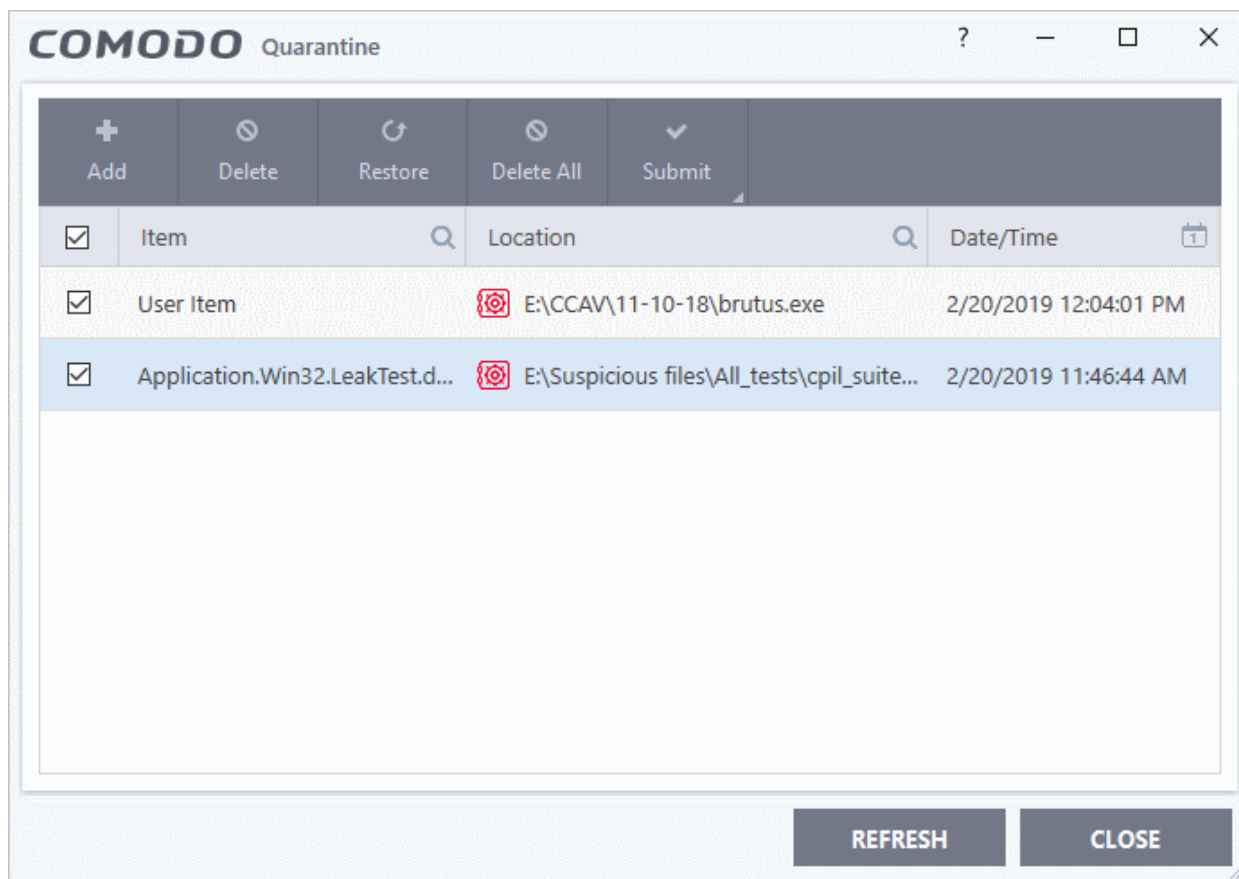 COMODO Quarantine ?
Add Delete Restore Delete All Submit
Item Location Date/Time 1
User Item E:\CCAV\11-10-18\brutus.exe 2/20/2019 12:04:01 PM
Application.Win32.LeakTest.d... E:\Suspicious files\All_tests\cpil_suite... 2/20/2019 11:46:44 AM
REFRESH CLOSE